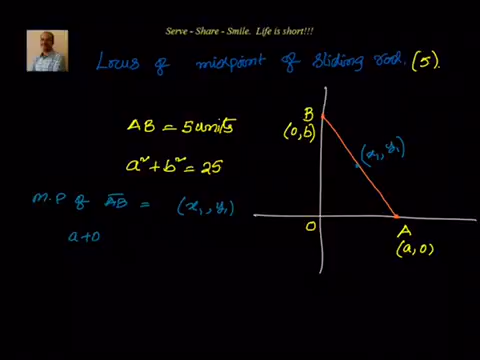 Serve - Share - Smile. Life is short!!!
Locus of midpoint of sliding rod. (5).
AB = 5 units
a² + b² = 25
M.P of A̅B̅ = (x₁, y₁)
a+0
B
(0, b)
(x₁, y₁)
O
A
(a, 0)